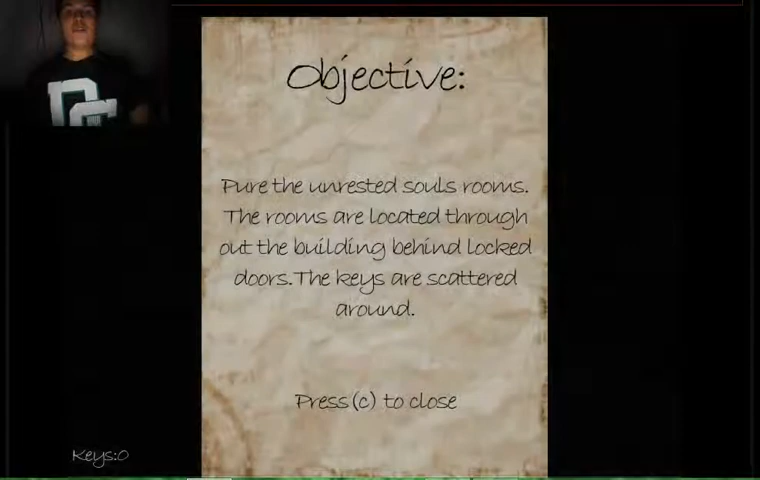 Objective:
Pure the unrested souls rooms.
The rooms are located through
out the building behind locked
doors.The keys are scattered
around.
Press(c) to close
Keys:0